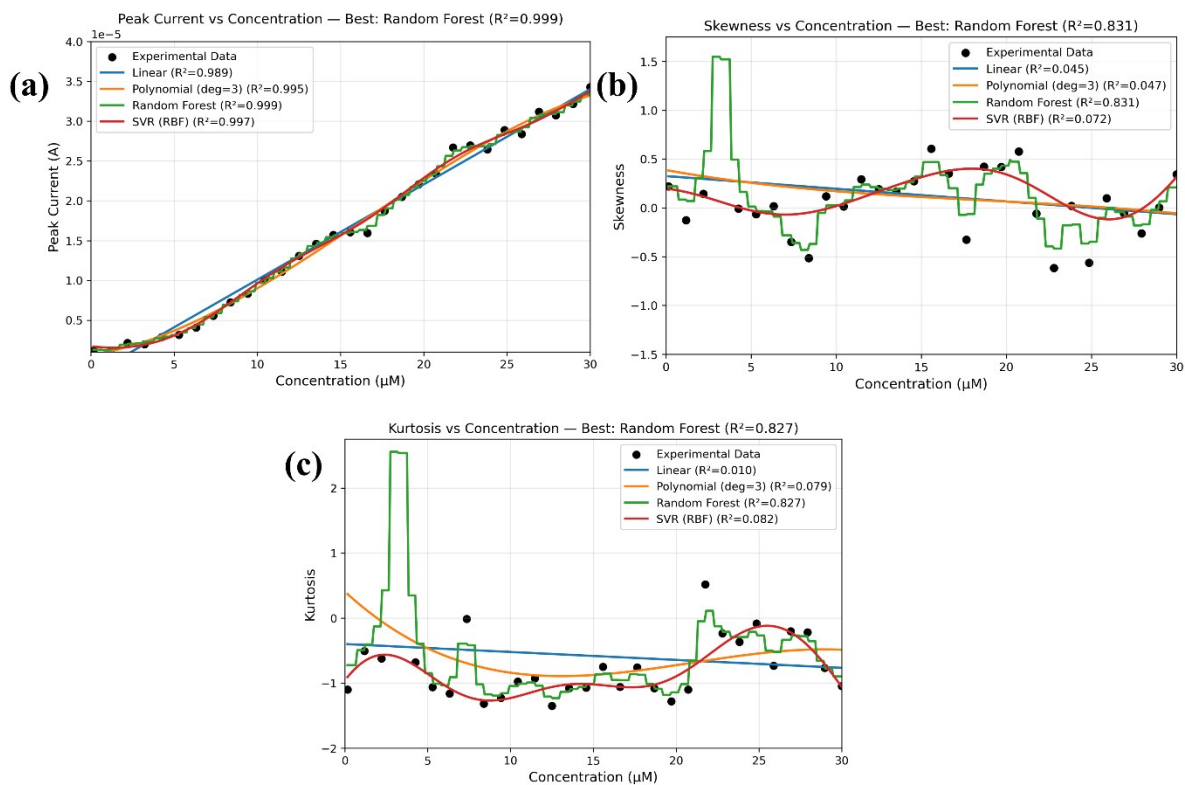 Peak Current vs Concentration — Best: Random Forest (R²=0.999)
1e−5
(a)
4.0
3.5
3.0
2.5
2.0
1.5
1.0
0.5
Peak Current (A)
Experimental Data
Linear (R²=0.989)
Polynomial (deg=3) (R²=0.995)
Random Forest (R²=0.999)
SVR (RBF) (R²=0.997)
0 5 10 15 20 25 30
Concentration (μM)
Skewness vs Concentration — Best: Random Forest (R²=0.831)
(b)
1.5
1.0
0.5
0.0
−0.5
−1.0
−1.5
Skewness
Experimental Data
Linear (R²=0.045)
Polynomial (deg=3) (R²=0.047)
Random Forest (R²=0.831)
SVR (RBF) (R²=0.072)
0 5 10 15 20 25 30
Concentration (μM)
Kurtosis vs Concentration — Best: Random Forest (R²=0.827)
(c)
2
1
0
−1
−2
Kurtosis
Experimental Data
Linear (R²=0.010)
Polynomial (deg=3) (R²=0.079)
Random Forest (R²=0.827)
SVR (RBF) (R²=0.082)
0 5 10 15 20 25 30
Concentration (μM)